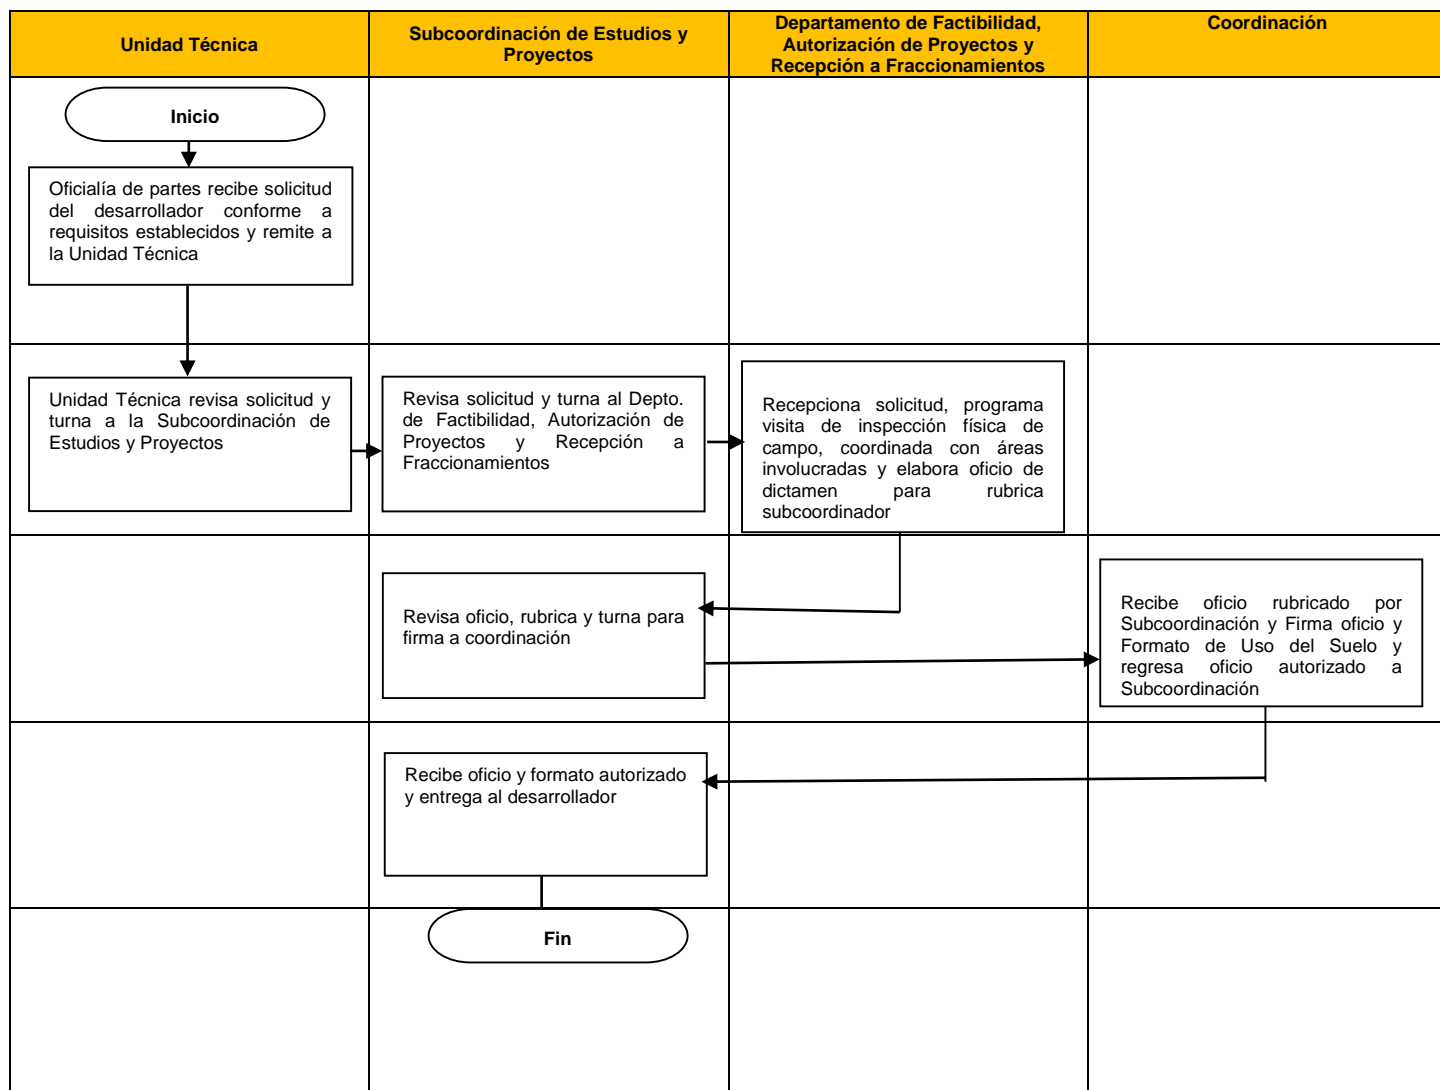 Unidad Técnica
Subcoordinación de Estudios y
Proyectos
Departamento de Factibilidad,
Autorización de Proyectos y
Recepción a Fraccionamientos
Coordinación
Inicio
Oficialía de partes recibe solicitud
del desarrollador conforme a
requisitos establecidos y remite a
la Unidad Técnica
Unidad Técnica revisa solicitud y
turna a la Subcoordinación de
Estudios y Proyectos
Revisa solicitud y turna al Depto.
de Factibilidad, Autorización de
Proyectos y Recepción a
Fraccionamientos
Recepciona solicitud, programa
visita de inspección física de
campo, coordinada con áreas
involucradas y elabora oficio de
dictamen para rubrica
subcoordinador
Revisa oficio, rubrica y turna para
firma a coordinación
Recibe oficio rubricado por
Subcoordinación y Firma oficio y
Formato de Uso del Suelo y
regresa oficio autorizado a
Subcoordinación
Recibe oficio y formato autorizado
y entrega al desarrollador
Fin